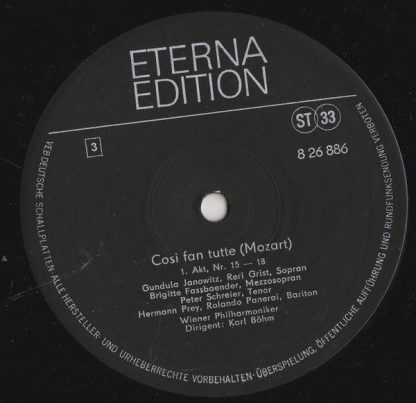 ETERNA
EDITION
ST 33
3
8 26 886
Cosi fan tutte (Mozart)
1. Akt, Nr. 15 — 18
Gundula Janowitz, Reri Grist, Sopran
Brigitte Fassbaender, Mezzosopran
Peter Schreier, Tenor
Hermann Prey, Rolando Panerai, Bariton
Wiener Philharmoniker
Dirigent: Karl Böhm
VEB DEUTSCHE SCHALLPLATTEN·ALLE HERSTELLER- UND URHEBERRECHTE VORBEHALTEN·ÜBERSPIELUNG, ÖFFENTLICHE AUFFÜHRUNG UND RUNDFUNKSENDUNG VERBOTEN